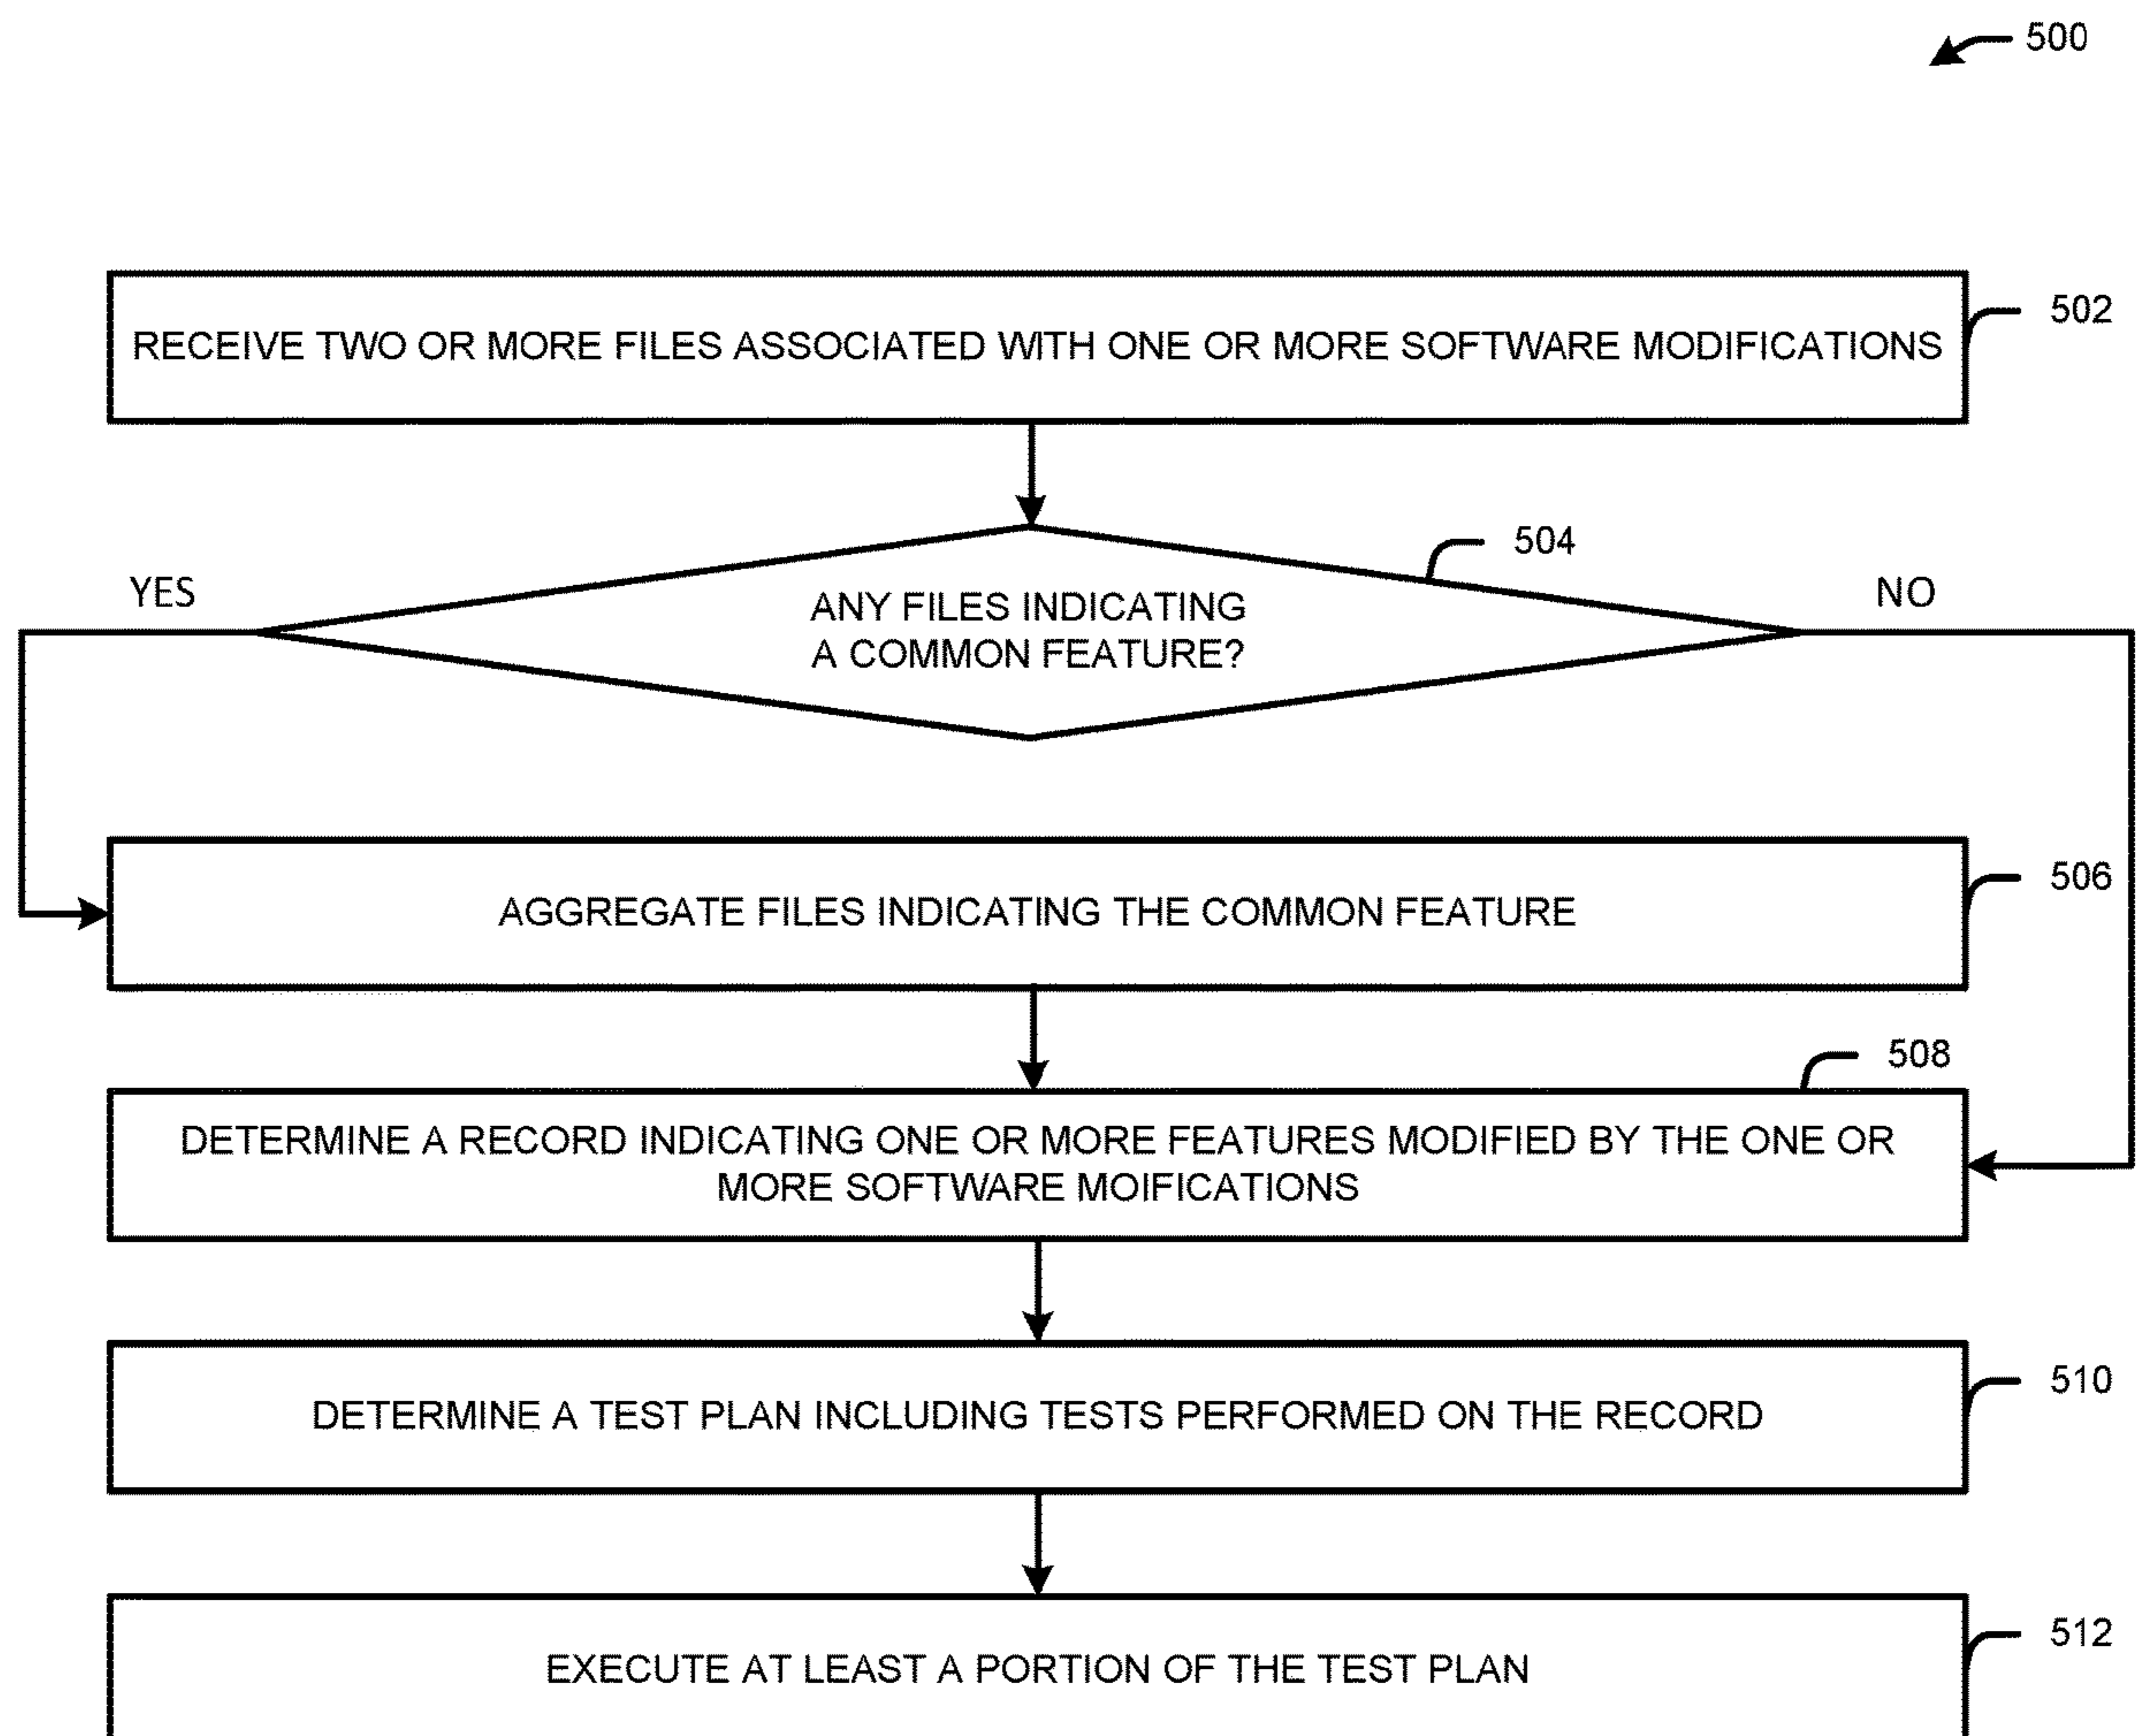 500
RECEIVE TWO OR MORE FILES ASSOCIATED WITH ONE OR MORE SOFTWARE MODIFICATIONS
502
504
YES
NO
ANY FILES INDICATING
A COMMON FEATURE?
AGGREGATE FILES INDICATING THE COMMON FEATURE
506
508
DETERMINE A RECORD INDICATING ONE OR MORE FEATURES MODIFIED BY THE ONE OR
MORE SOFTWARE MOIFICATIONS
DETERMINE A TEST PLAN INCLUDING TESTS PERFORMED ON THE RECORD
510
EXECUTE AT LEAST A PORTION OF THE TEST PLAN
512